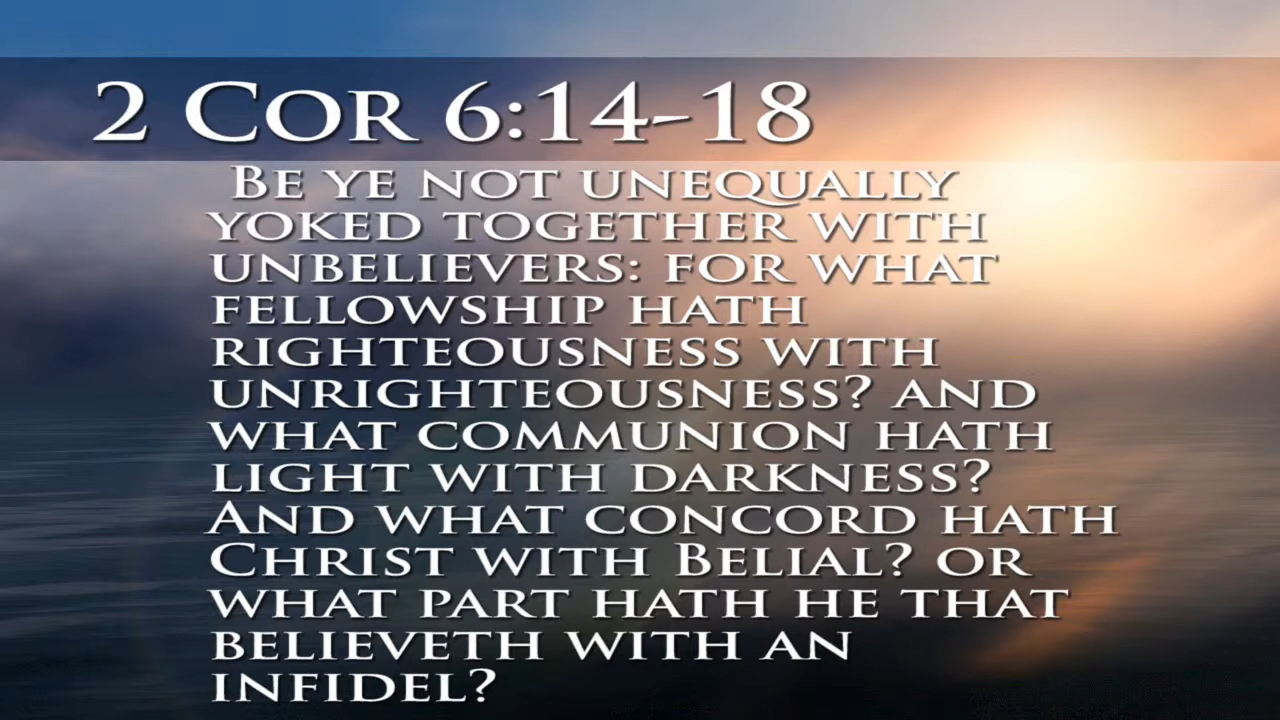 2 Cor 6:14-18
Be ye not unequally
yoked together with
unbelievers: for what
fellowship hath
righteousness with
unrighteousness? and
what communion hath
light with darkness?
And what concord hath
Christ with Belial? or
what part hath he that
believeth with an
infidel?